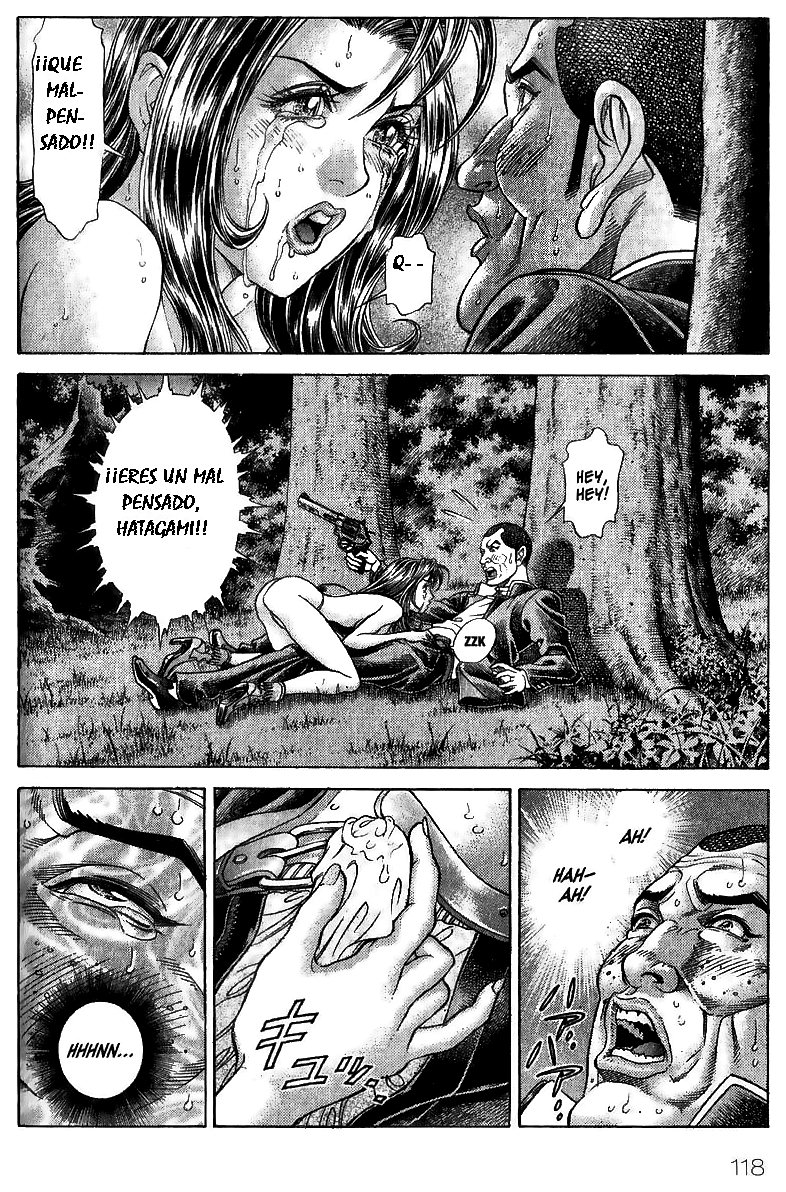 ¡¡QUE
MAL-
PEN-
SADO!!
Q--
¡¡ERES UN MAL
PENSADO,
HATAGAMI!!
HEY,
HEY!
ZZK
HHHNN...
キュッ
AH!
HAH-
AH!
ハァ
ハァ
118